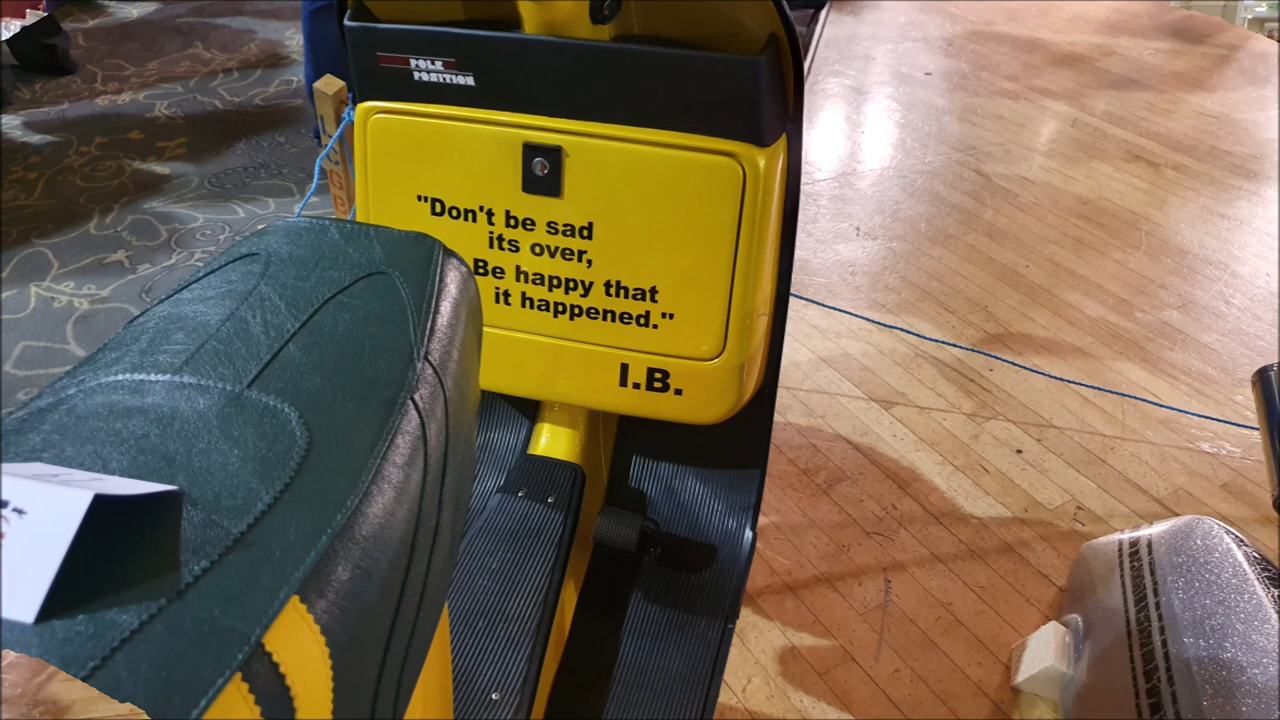 POLE
POSITION
"Don't be sad
its over,
Be happy that
it happened."
I.B.